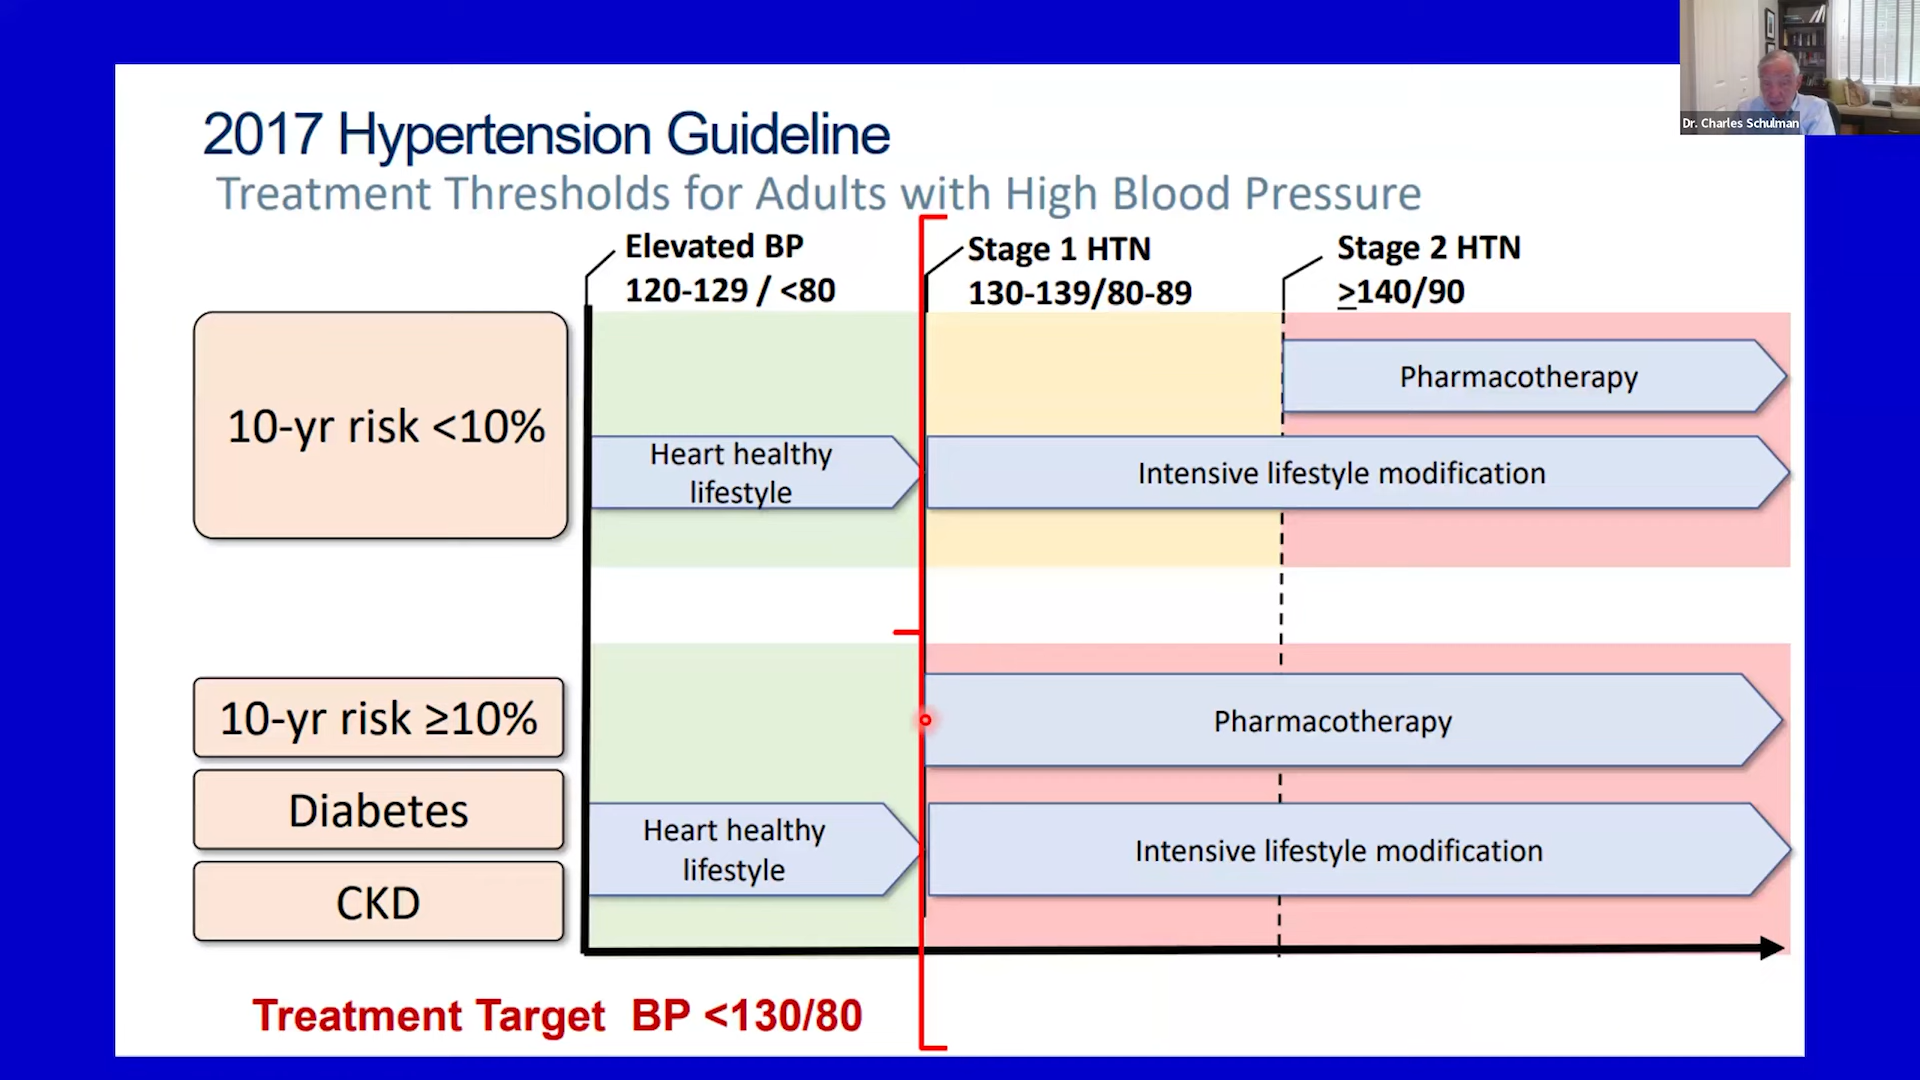 Dr. Charles Schulman
2017 Hypertension Guideline
Treatment Thresholds for Adults with High Blood Pressure
Elevated BP
120-129 / <80
Stage 1 HTN
130-139/80-89
Stage 2 HTN
≥140/90
10-yr risk <10%
Pharmacotherapy
Heart healthy
lifestyle
Intensive lifestyle modification
10-yr risk ≥10%
Diabetes
CKD
Pharmacotherapy
Heart healthy
lifestyle
Intensive lifestyle modification
Treatment Target BP <130/80